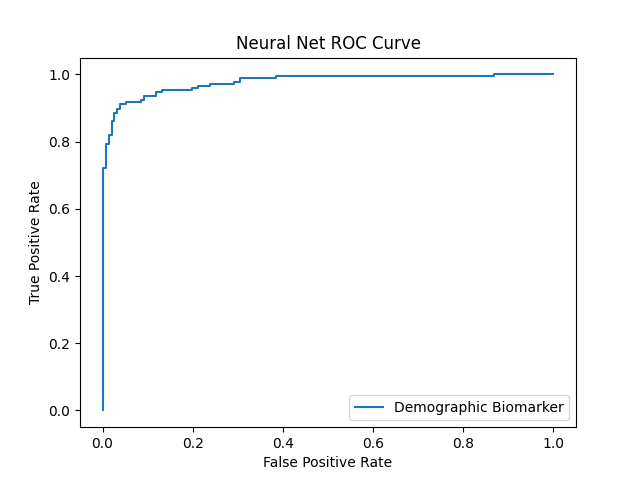 Neural Net ROC Curve
1.0
0.8
0.6
0.4
0.2
0.0
True Positive Rate
Demographic Biomarker
0.0 0.2 0.4 0.6 0.8 1.0
False Positive Rate